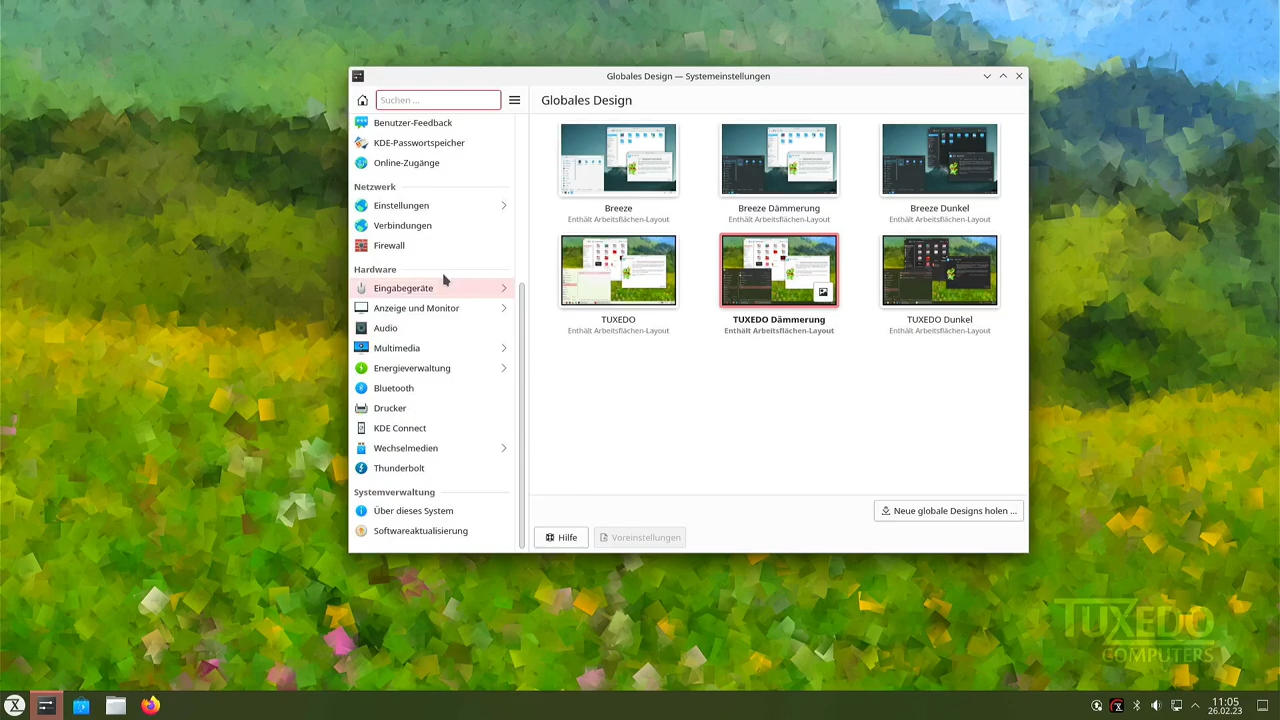 Globales Design — Systemeinstellungen
Suchen ...
Globales Design
Benutzer-Feedback
KDE-Passwortspeicher
Online-Zugänge
Netzwerk
Einstellungen
Verbindungen
Firewall
Hardware
Eingabegeräte
Anzeige und Monitor
Audio
Multimedia
Energieverwaltung
Bluetooth
Drucker
KDE Connect
Wechselmedien
Thunderbolt
Systemverwaltung
Über dieses System
Softwareaktualisierung
Breeze
Enthält Arbeitsflächen-Layout
Breeze Dämmerung
Enthält Arbeitsflächen-Layout
Breeze Dunkel
Enthält Arbeitsflächen-Layout
TUXEDO
Enthält Arbeitsflächen-Layout
TUXEDO Dämmerung
Enthält Arbeitsflächen-Layout
TUXEDO Dunkel
Enthält Arbeitsflächen-Layout
Neue globale Designs holen ...
Hilfe
Voreinstellungen
TUXEDO
COMPUTERS
11:05
26.02.23